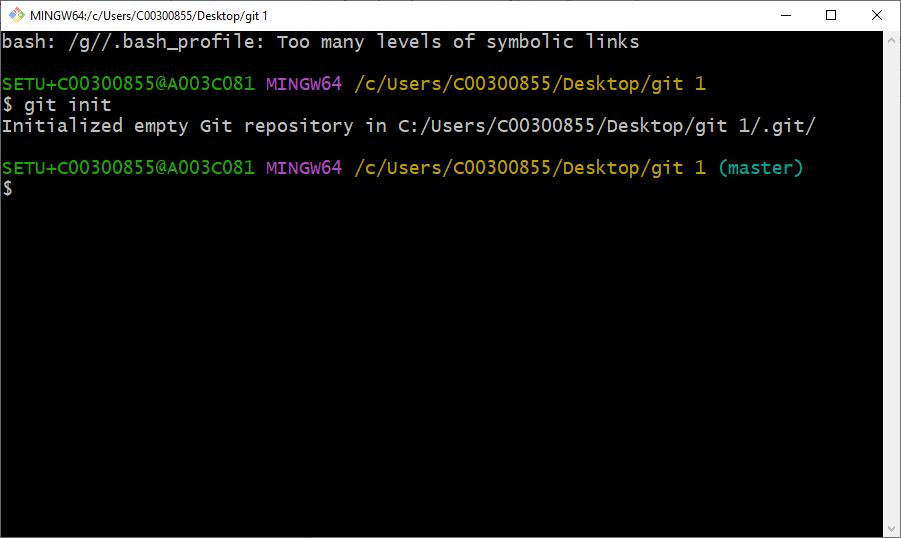 MINGW64:/c/Users/C00300855/Desktop/git 1
bash: /g//.bash_profile: Too many levels of symbolic links
SETU+C00300855@A003C081 MINGW64 /c/Users/C00300855/Desktop/git 1
$ git init
Initialized empty Git repository in C:/Users/C00300855/Desktop/git 1/.git/
SETU+C00300855@A003C081 MINGW64 /c/Users/C00300855/Desktop/git 1 (master)
$